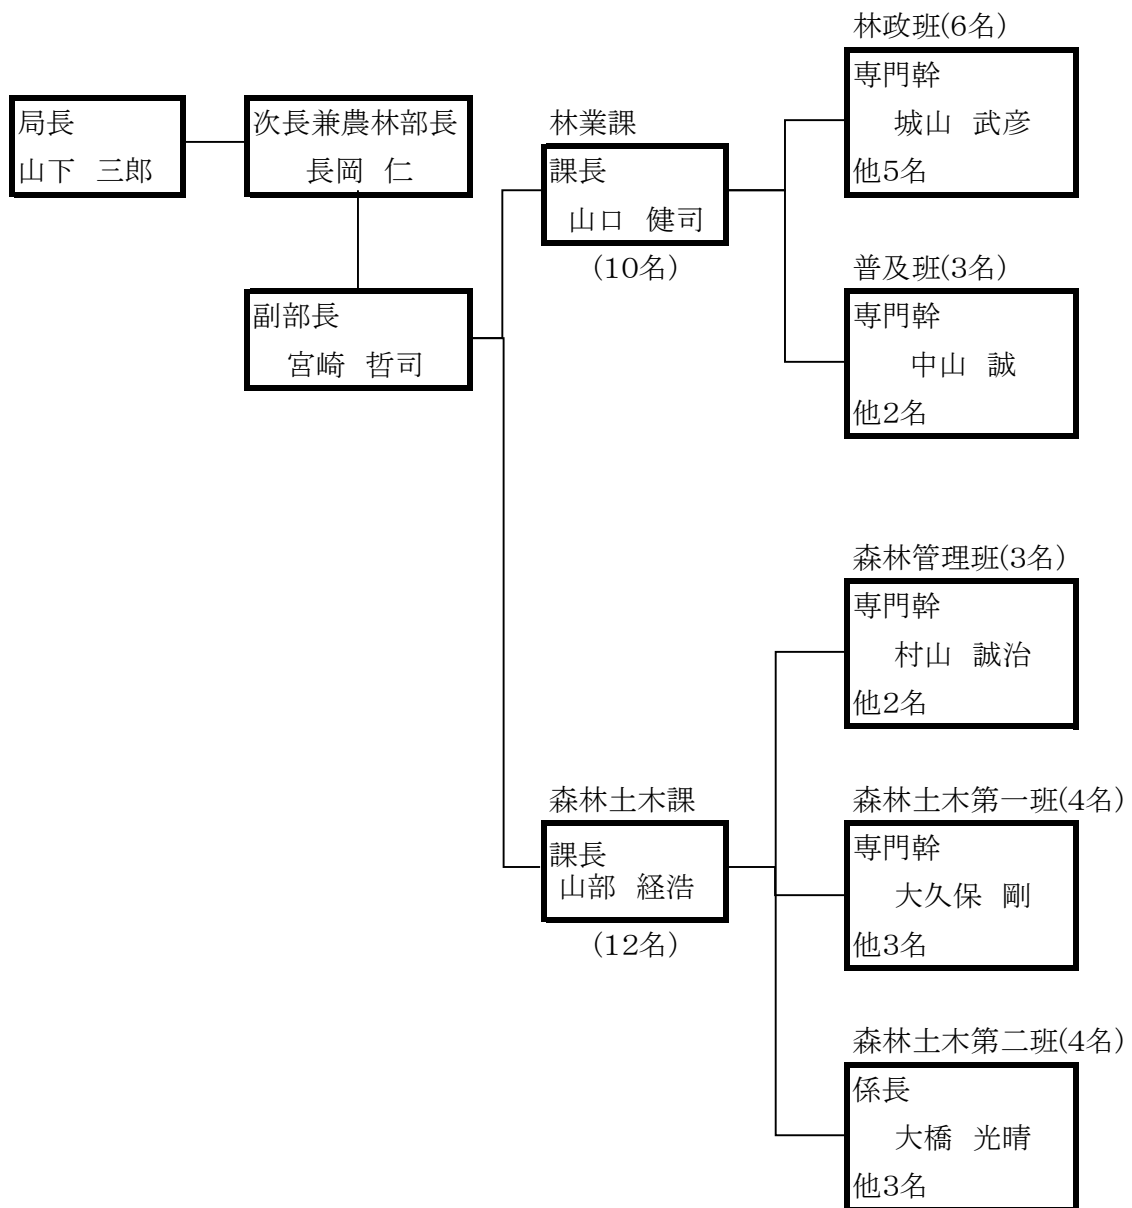 局長
山下 三郎
次長兼農林部長
長岡 仁
副部長
宮崎 哲司
林業課
課長
山口 健司
(10名)
林政班(6名)
専門幹
城山 武彦
他5名
普及班(3名)
専門幹
中山 誠
他2名
森林土木課
課長
山部 経浩
(12名)
森林管理班(3名)
専門幹
村山 誠治
他2名
森林土木第一班(4名)
専門幹
大久保 剛
他3名
森林土木第二班(4名)
係長
大橋 光晴
他3名